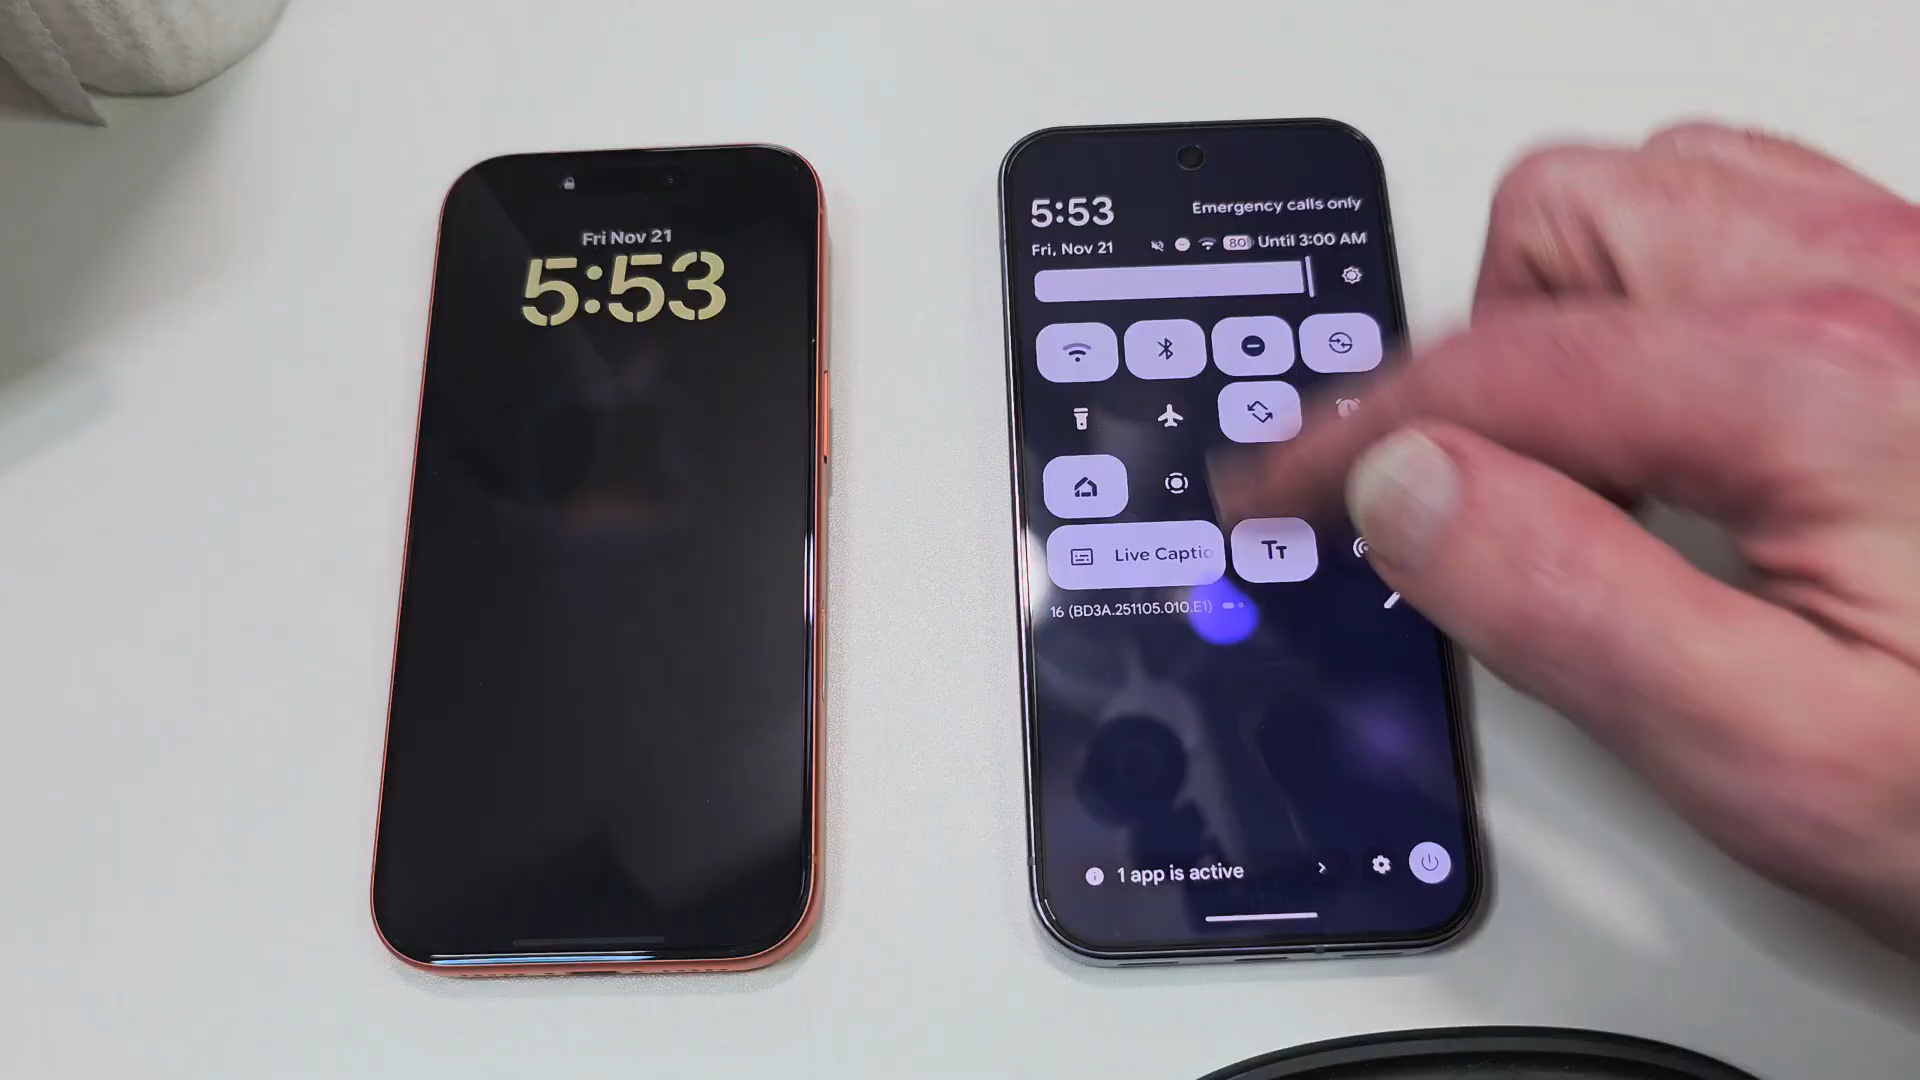 Fri Nov 21
5:53
5:53
Emergency calls only
Fri, Nov 21
80
Until 3:00 AM
Live Captio
Tт
16 (BD3A.251105.010.E1)
1 app is active